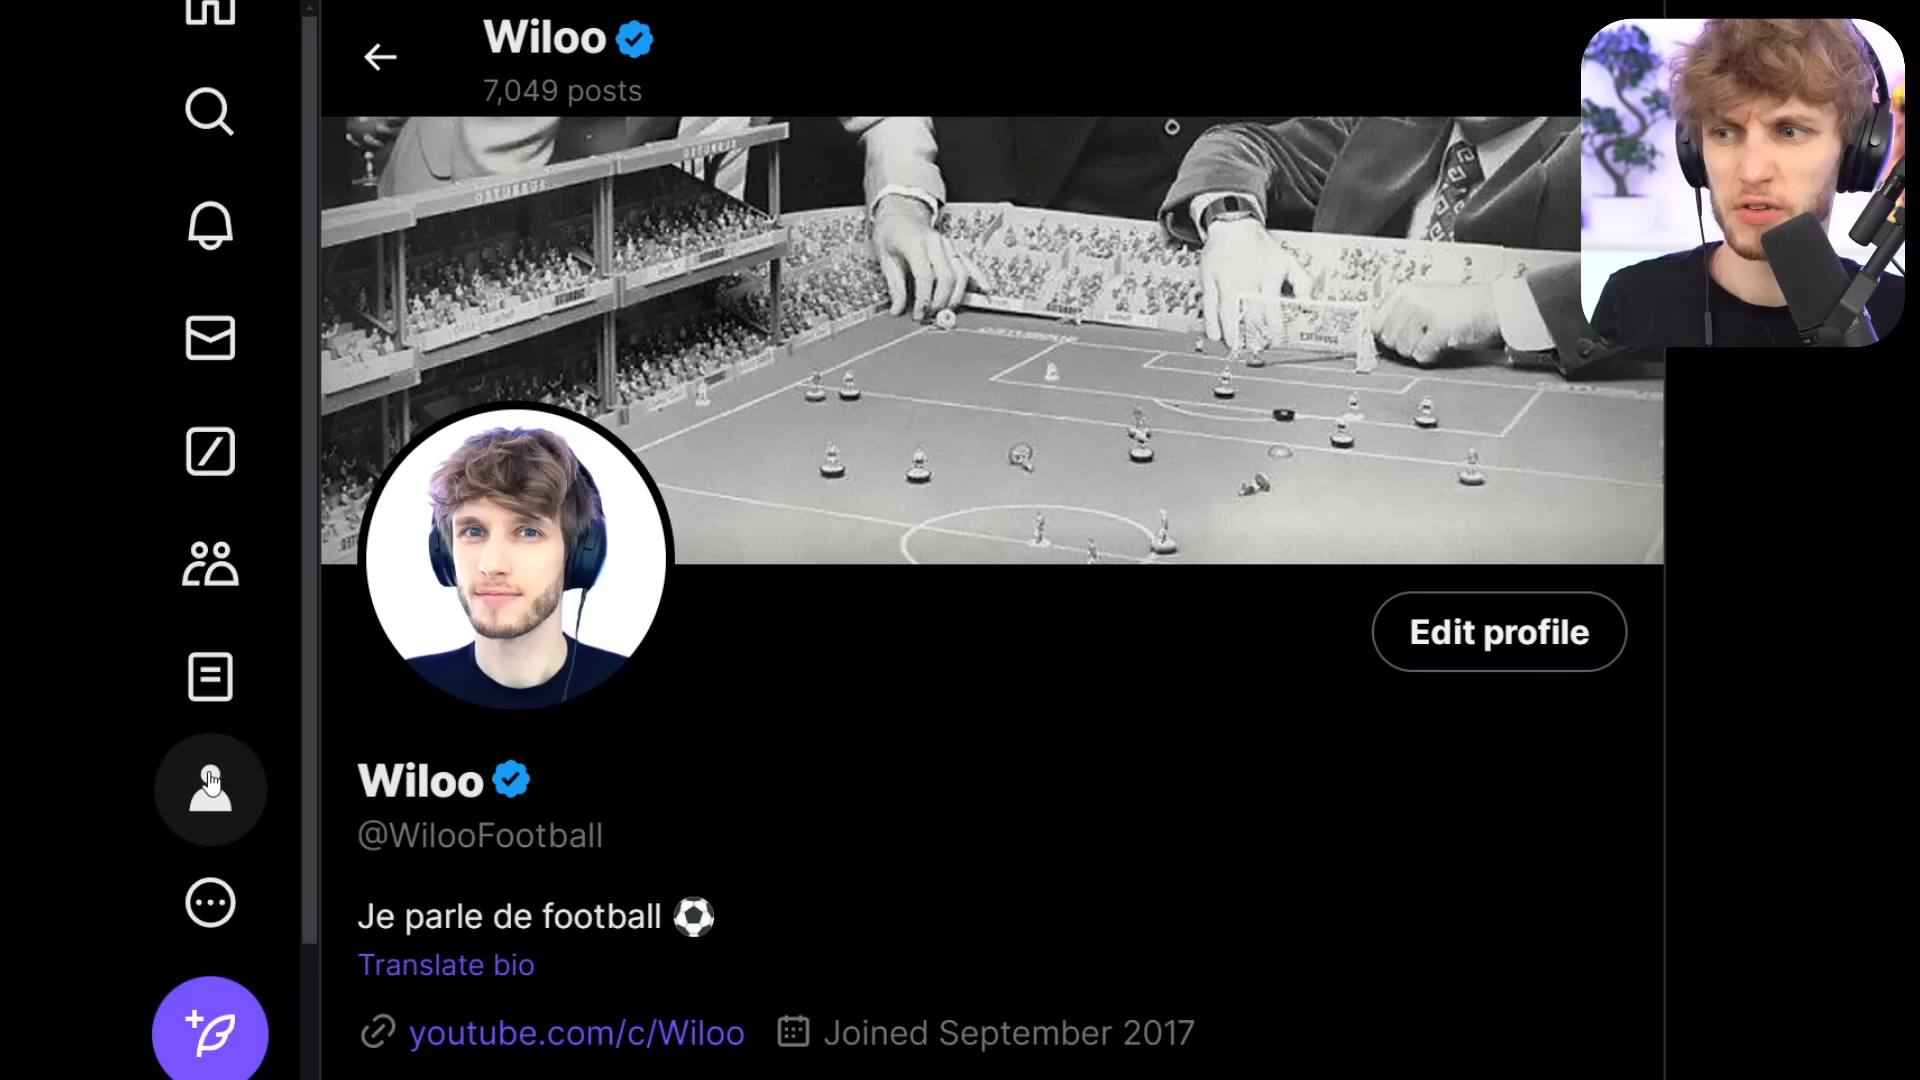 Wiloo
7,049 posts
Edit profile
Wiloo
@WilooFootball
Je parle de football
Translate bio
youtube.com/c/Wiloo Joined September 2017